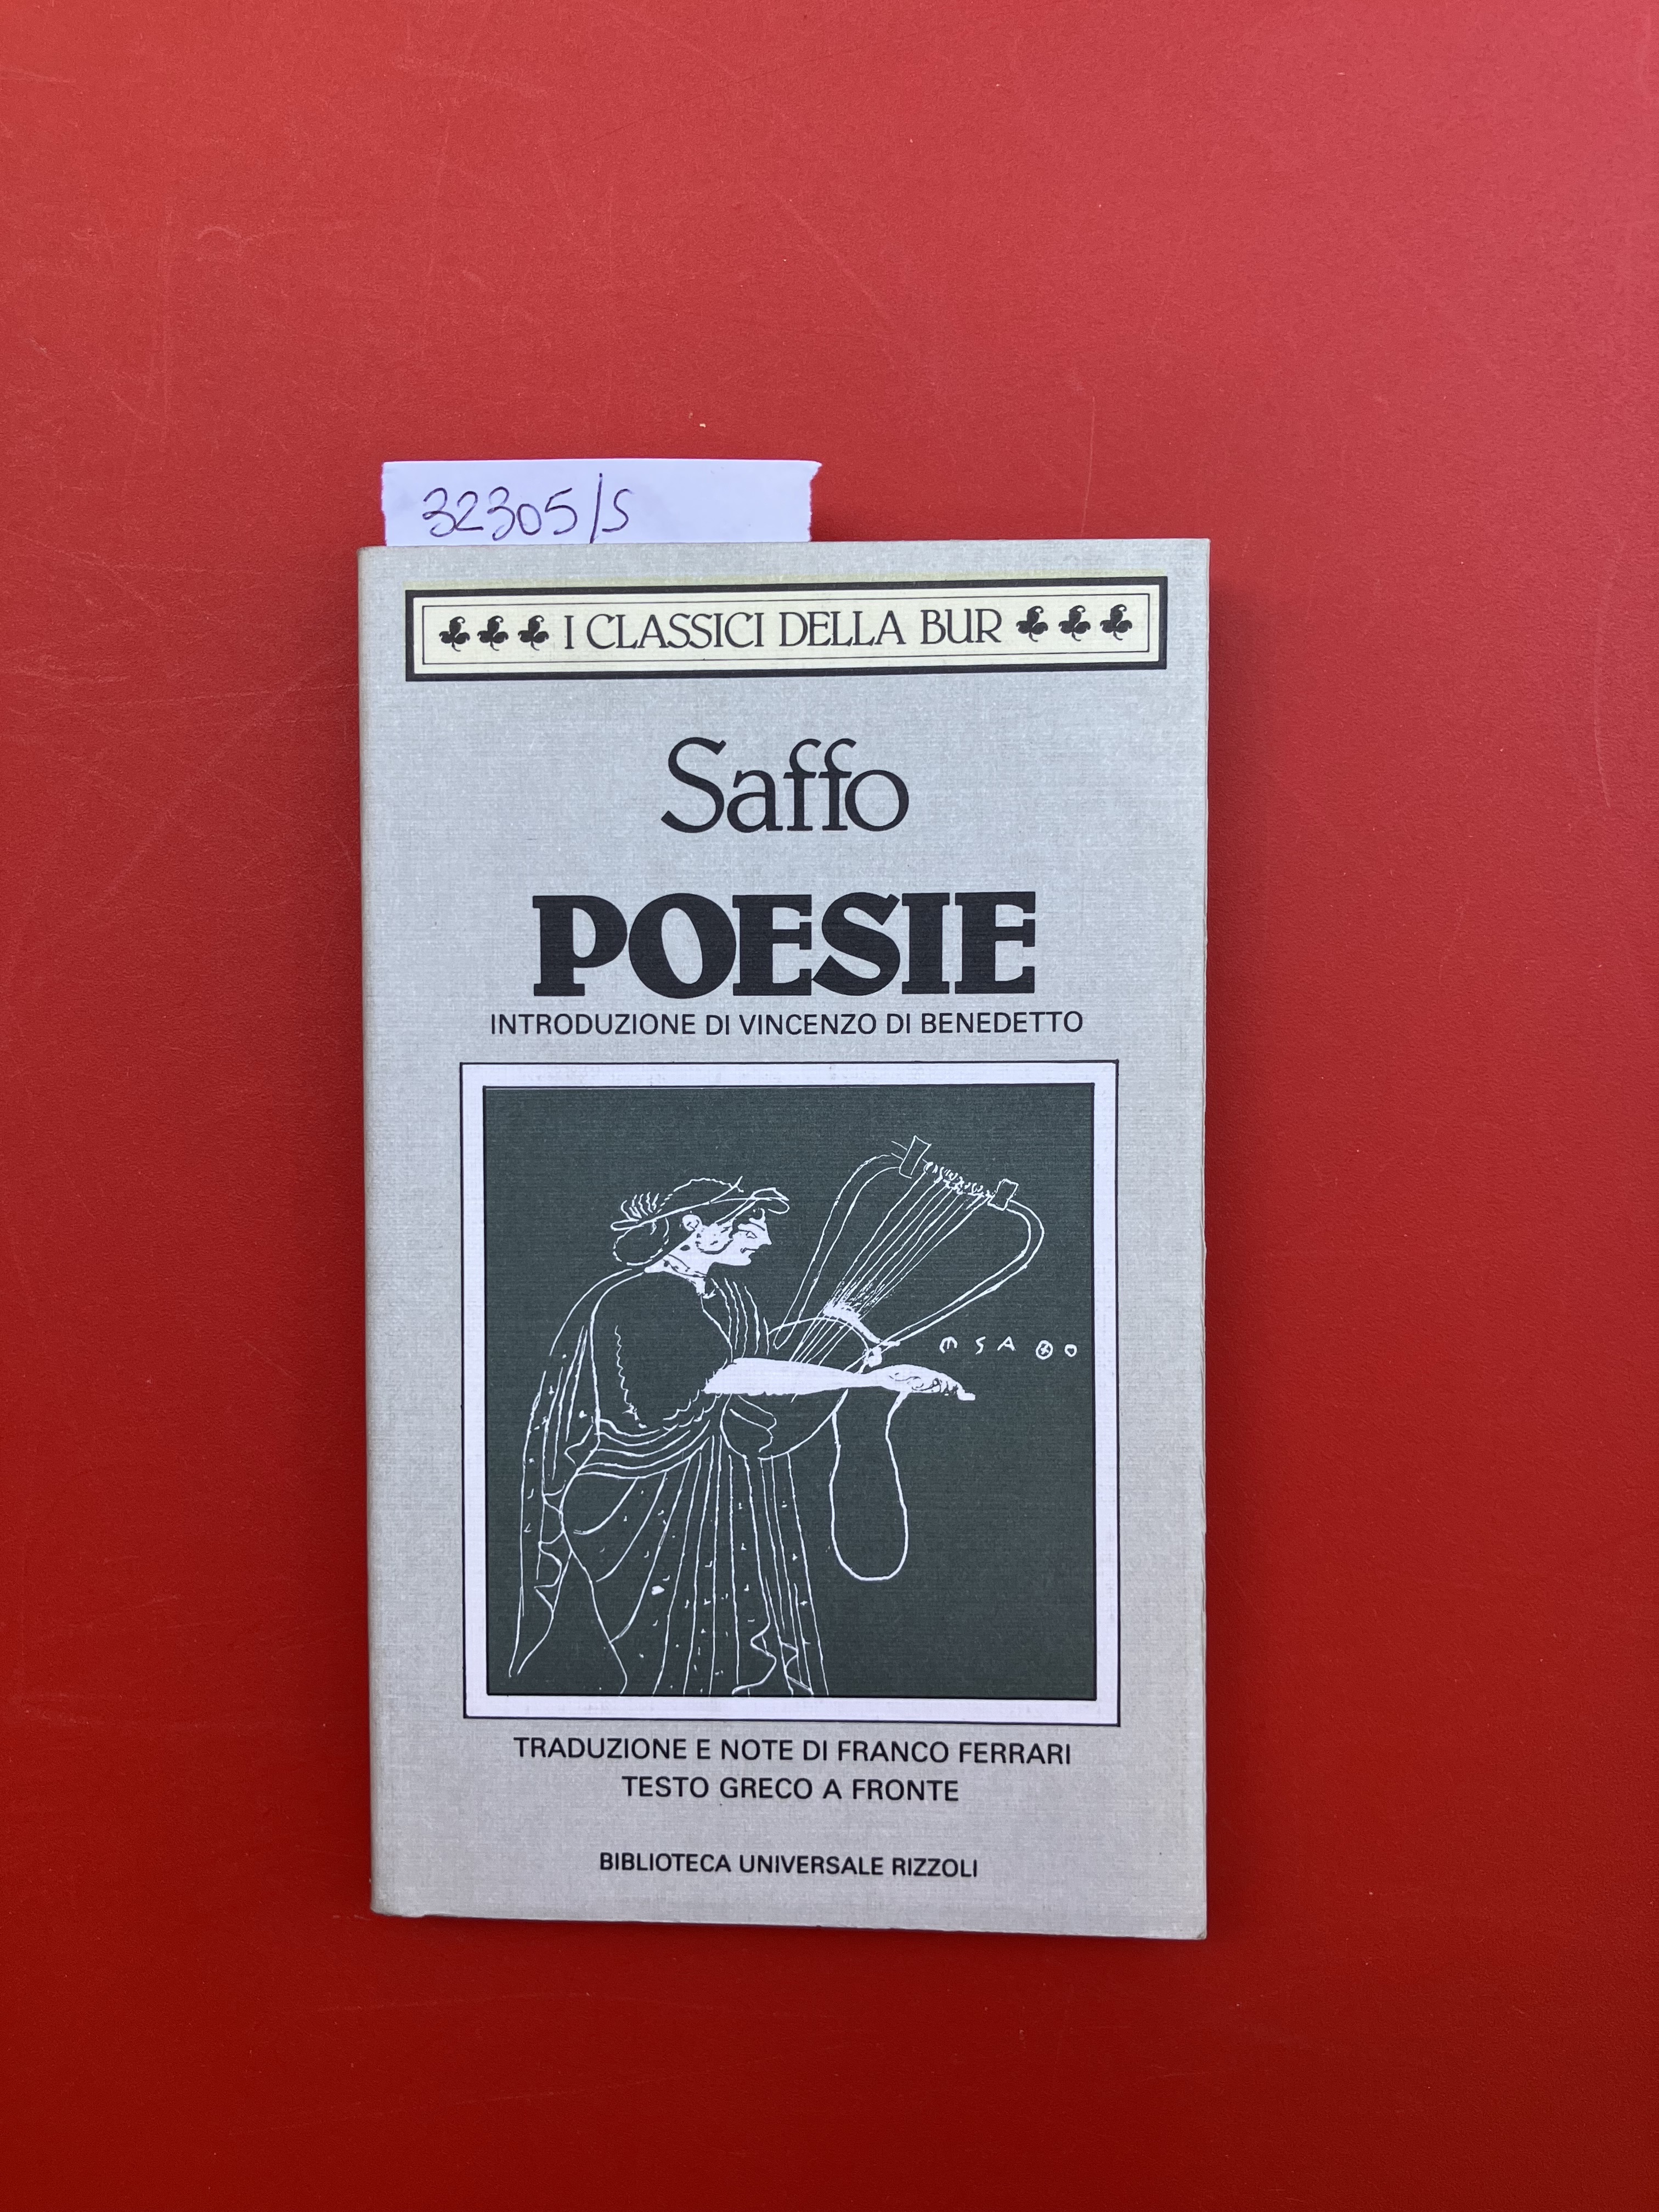 32305/S
I CLASSICI DELLA BUR
Saffo
POESIE
INTRODUZIONE DI VINCENZO DI BENEDETTO
TRADUZIONE E NOTE DI FRANCO FERRARI
TESTO GRECO A FRONTE
BIBLIOTECA UNIVERSALE RIZZOLI